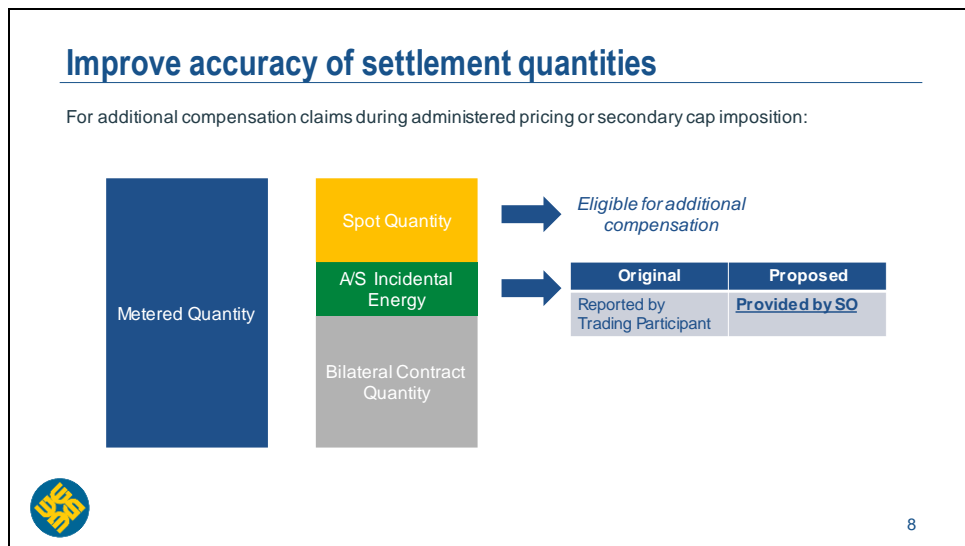 Improve accuracy of settlement quantities
For additional compensation claims during administered pricing or secondary cap imposition:
Metered Quantity
Spot Quantity
A/S Incidental
Energy
Bilateral Contract
Quantity
Eligible for additional
compensation
Original
Proposed
Reported by
Trading Participant
Provided by SO
8